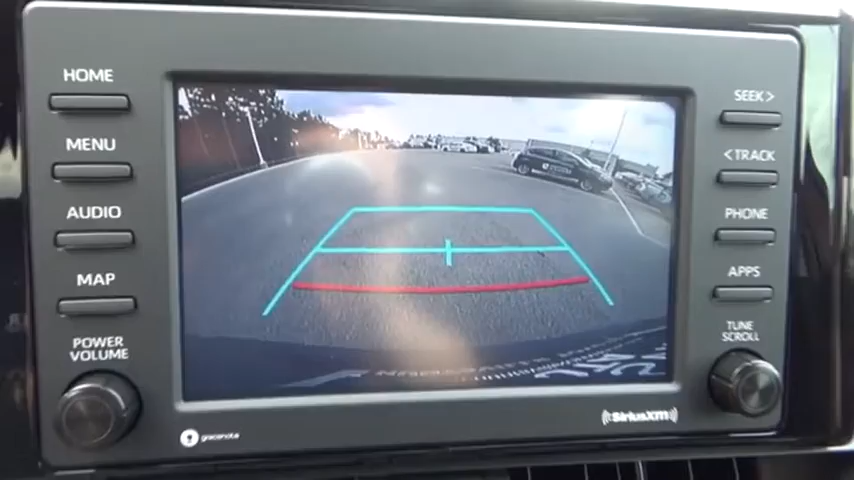 HOME
MENU
AUDIO
MAP
POWER
VOLUME
gracenote
SEEK >
< TRACK
PHONE
APPS
TUNE
SCROLL
((SiriusXM))